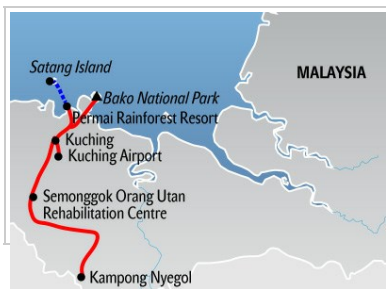 Satang Island
MALAYSIA
Bako National Park
Permai Rainforest Resort
Kuching
Kuching Airport
Semonggok Orang Utan
Rehabilitation Centre
Kampong Nyegol